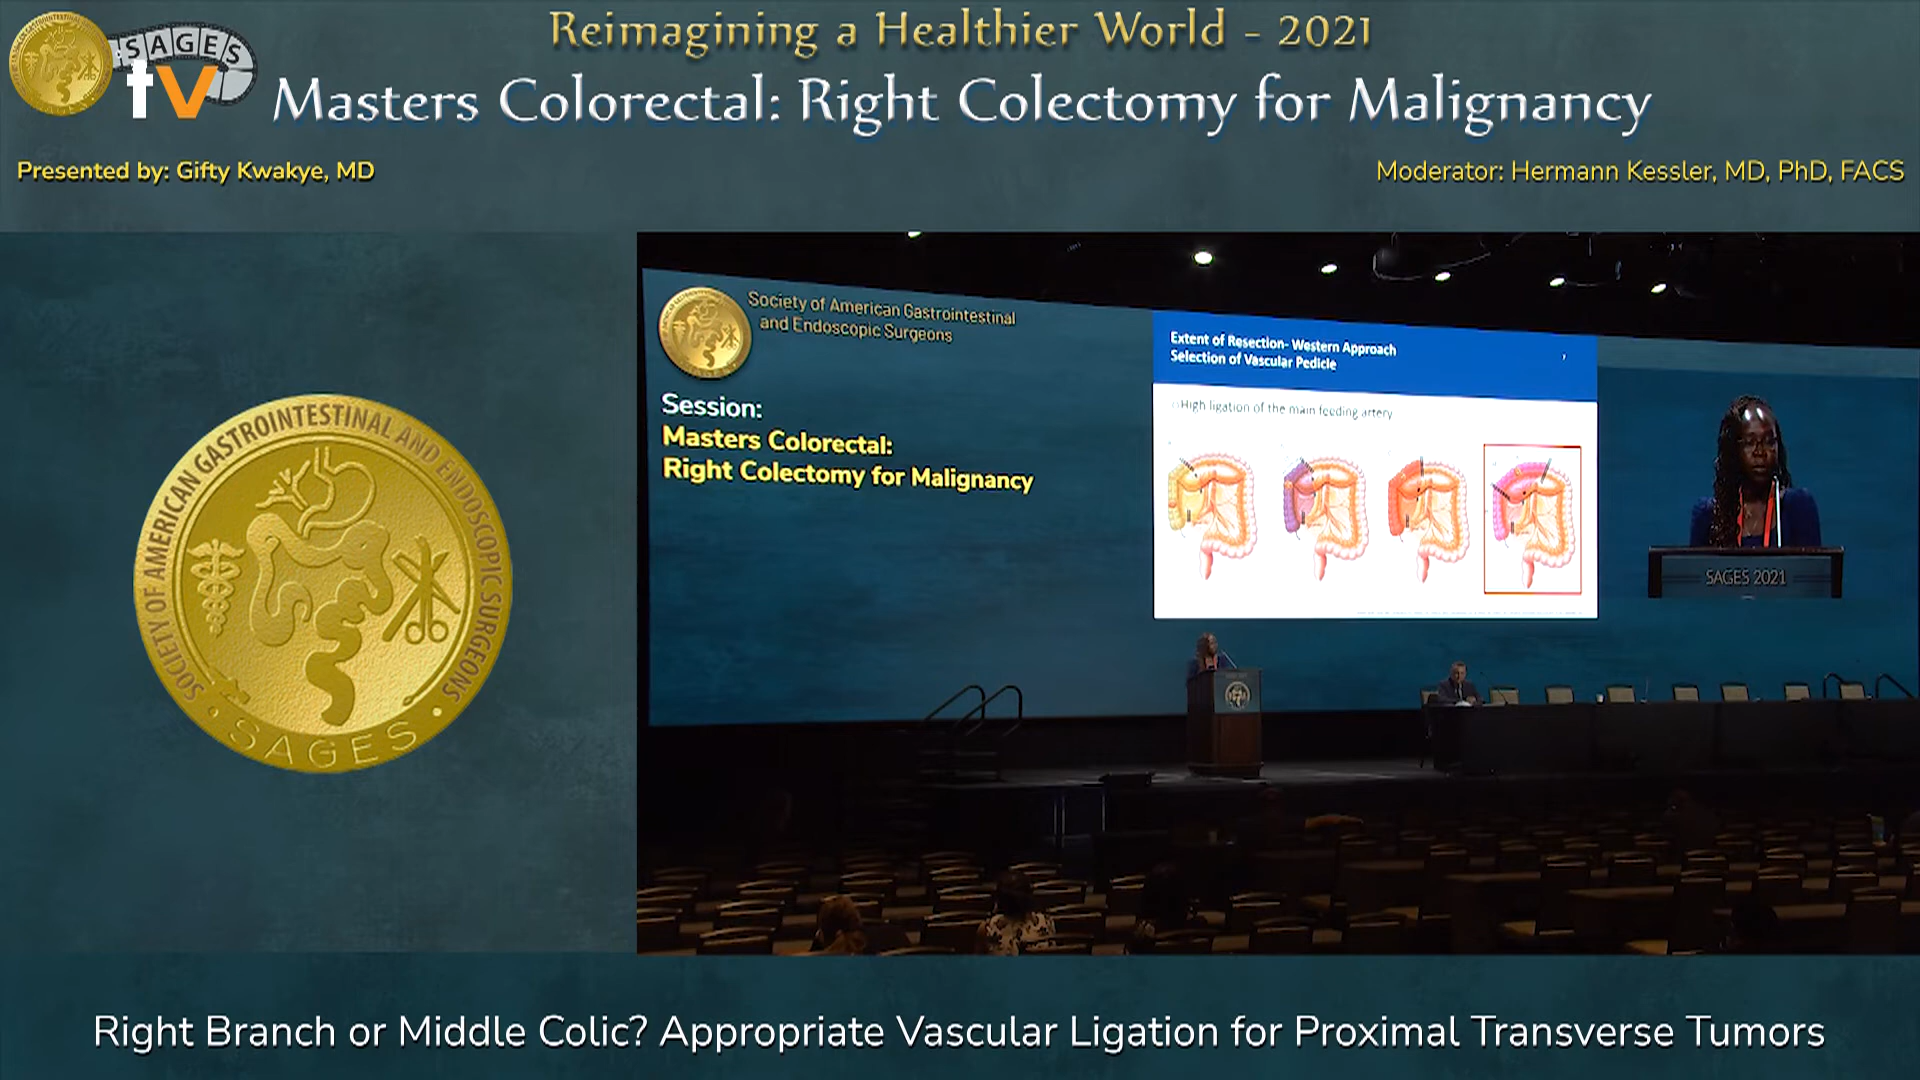 Reimagining a Healthier World - 2021
SAGES
tv
Masters Colorectal: Right Colectomy for Malignancy
Presented by: Gifty Kwakye, MD
Moderator: Hermann Kessler, MD, PhD, FACS
SOCIETY OF AMERICAN GASTROINTESTINAL AND ENDOSCOPIC SURGEONS
SAGES
Society of American Gastrointestinal
and Endoscopic Surgeons
Session:
Masters Colorectal:
Right Colectomy for Malignancy
Extent of Resection- Western Approach
Selection of Vascular Pedicle
High ligation of the main feeding artery
SAGES 2021
Right Branch or Middle Colic? Appropriate Vascular Ligation for Proximal Transverse Tumors